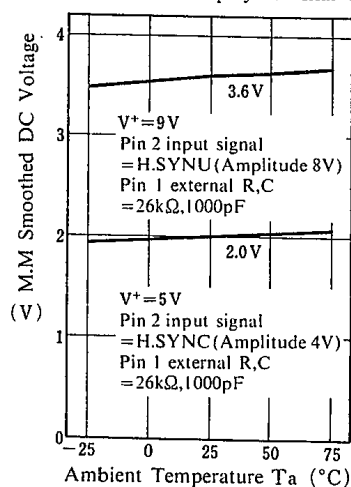 4
3.6V
V⁺=9V
Pin 2 input signal
=H.SYNU(Amplitude 8V)
Pin 1 external R,C
=26kΩ,1000pF
3
2
2.0V
V⁺=5V
Pin 2 input signal
=H.SYNC(Amplitude 4V)
Pin 1 external R,C
=26kΩ,1000pF
1
0
M.M Smoothed DC Voltage
(V)
-25 0 25 50 75
Ambient Temperature Ta (°C)